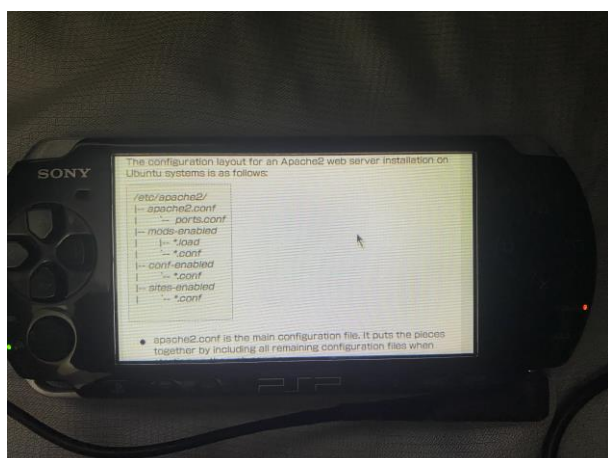 SONY
The configuration layout for an Apache2 web server installation on
Ubuntu systems is as follows:
/etc/apache2/
|-- apache2.conf
|       `-- ports.conf
|-- mods-enabled
|       |-- *.load
|       `-- *.conf
|-- conf-enabled
|       `-- *.conf
|-- sites-enabled
|       `-- *.conf
• apache2.conf is the main configuration file. It puts the pieces
together by including all remaining configuration files when
PSP